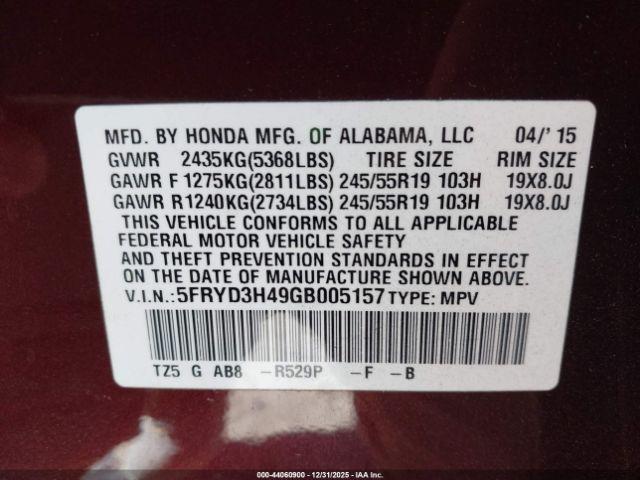 MFD. BY HONDA MFG. OF ALABAMA, LLC 04/' 15
GVWR 2435KG(5368LBS) TIRE SIZE RIM SIZE
GAWR F 1275KG(2811LBS) 245/55R19 103H 19X8.0J
GAWR R1240KG(2734LBS) 245/55R19 103H 19X8.0J
THIS VEHICLE CONFORMS TO ALL APPLICABLE
FEDERAL MOTOR VEHICLE SAFETY
AND THEFT PREVENTION STANDARDS IN EFFECT
ON THE DATE OF MANUFACTURE SHOWN ABOVE.
V.I.N.:5FRYD3H49GB005157 TYPE: MPV
TZ5 G AB8 -R529P -F -B
000-44060900 - 12/31/2025 - IAA Inc.